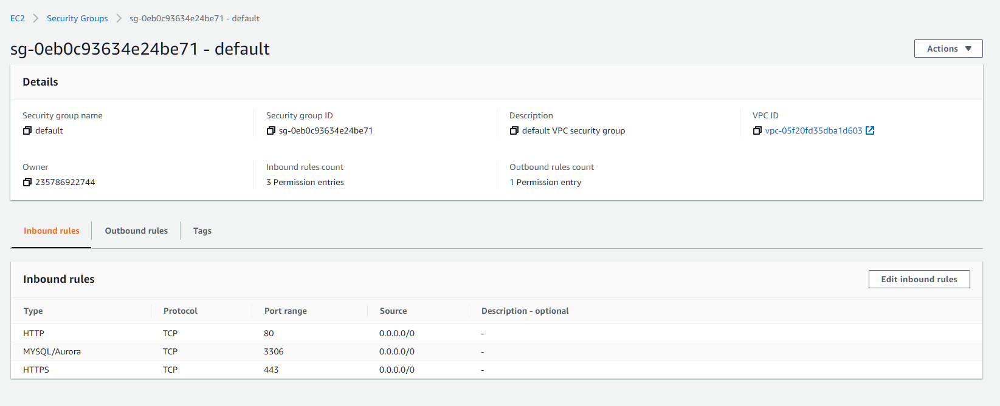 EC2 > Security Groups > sg-0eb0c93634e24be71 - default
sg-0eb0c93634e24be71 - default
Actions ▼
Details
Security group name
default
Security group ID
sg-0eb0c93634e24be71
Description
default VPC security group
VPC ID
vpc-05f20fd35dba1d603
Owner
235786922744
Inbound rules count
3 Permission entries
Outbound rules count
1 Permission entry
Inbound rules Outbound rules Tags
Inbound rules
Edit inbound rules
Type Protocol Port range Source Description - optional
HTTP TCP 80 0.0.0.0/0 -
MYSQL/Aurora TCP 3306 0.0.0.0/0 -
HTTPS TCP 443 0.0.0.0/0 -